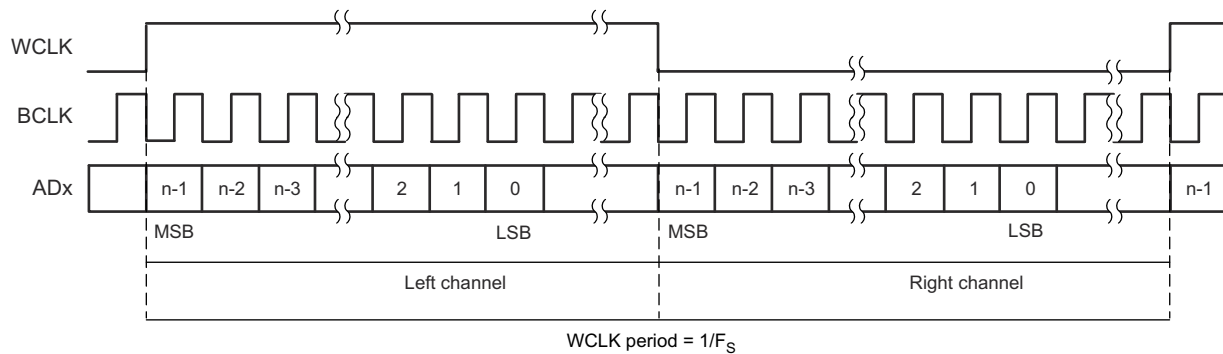 WCLK
BCLK
ADx n-1 n-2 n-3 2 1 0 n-1 n-2 n-3 2 1 0 n-1
MSB LSB MSB LSB
Left channel Right channel
WCLK period = 1/FS